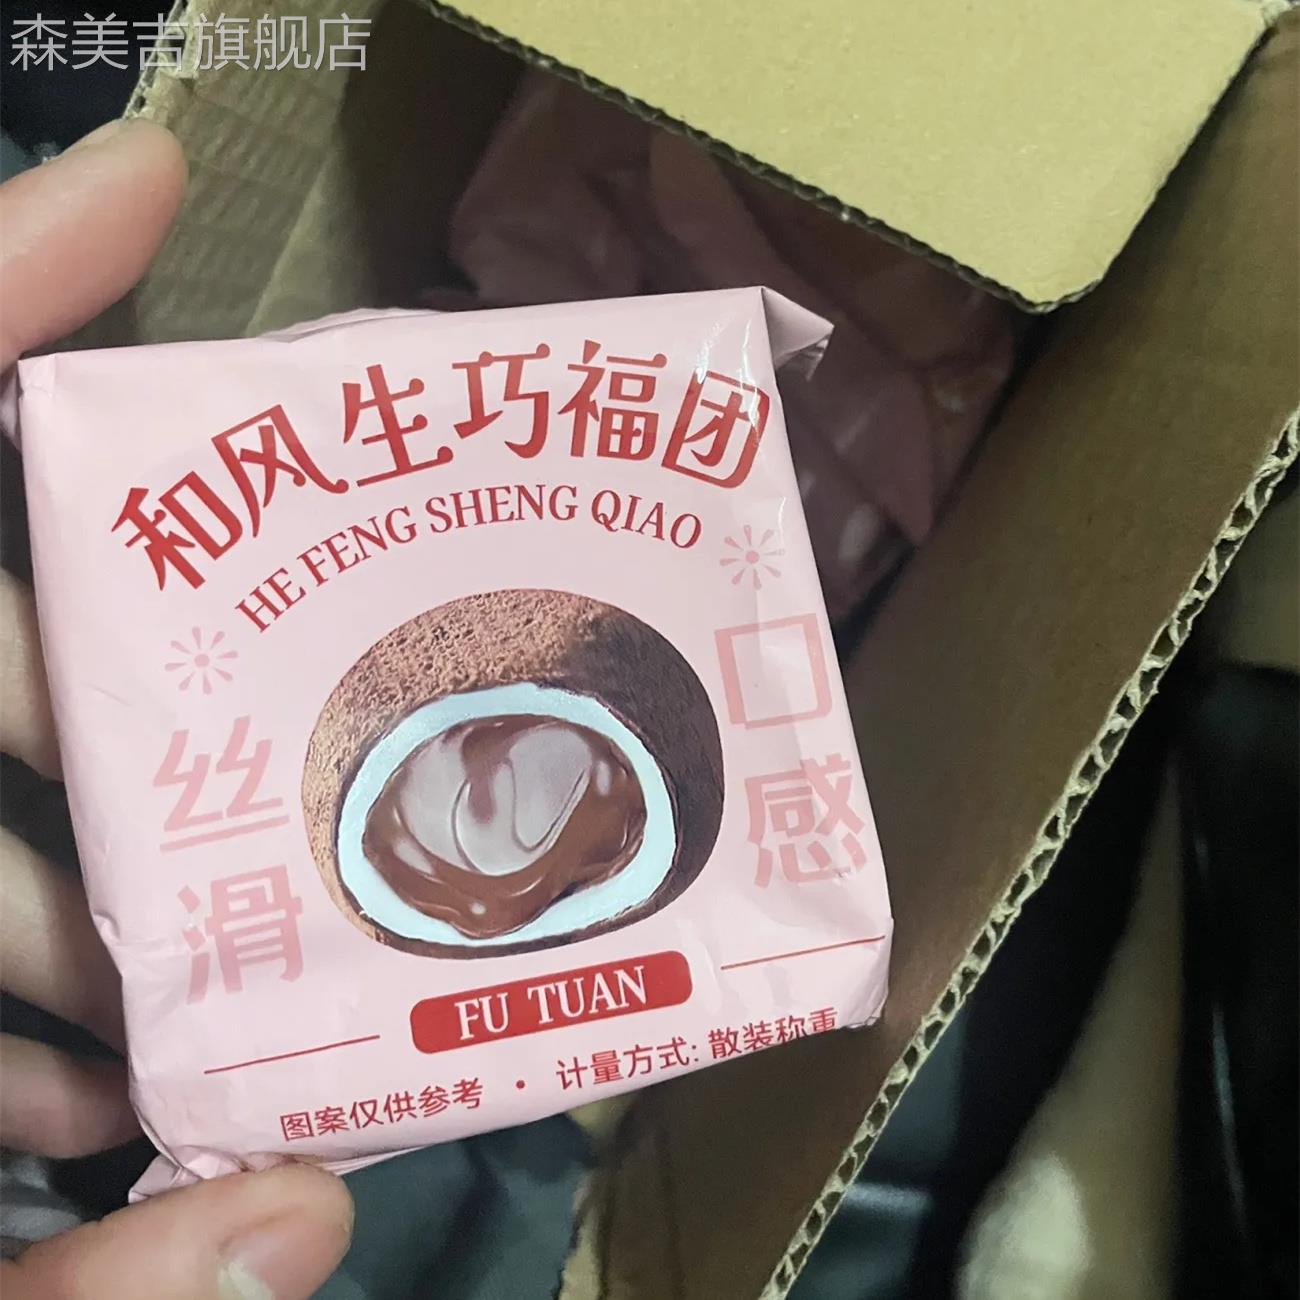 森美吉旗舰店
和风生巧福团
HE FENG SHENG QIAO
丝滑
口感
FU TUAN
图案仅供参考 · 计量方式: 散装称重